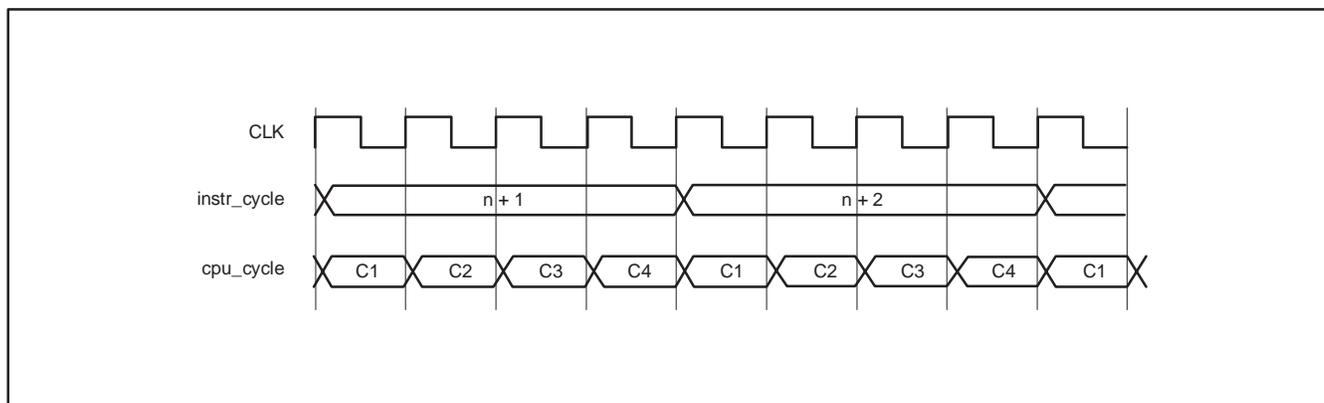 CLK
instr_cycle n + 1 n + 2
cpu_cycle C1 C2 C3 C4 C1 C2 C3 C4 C1